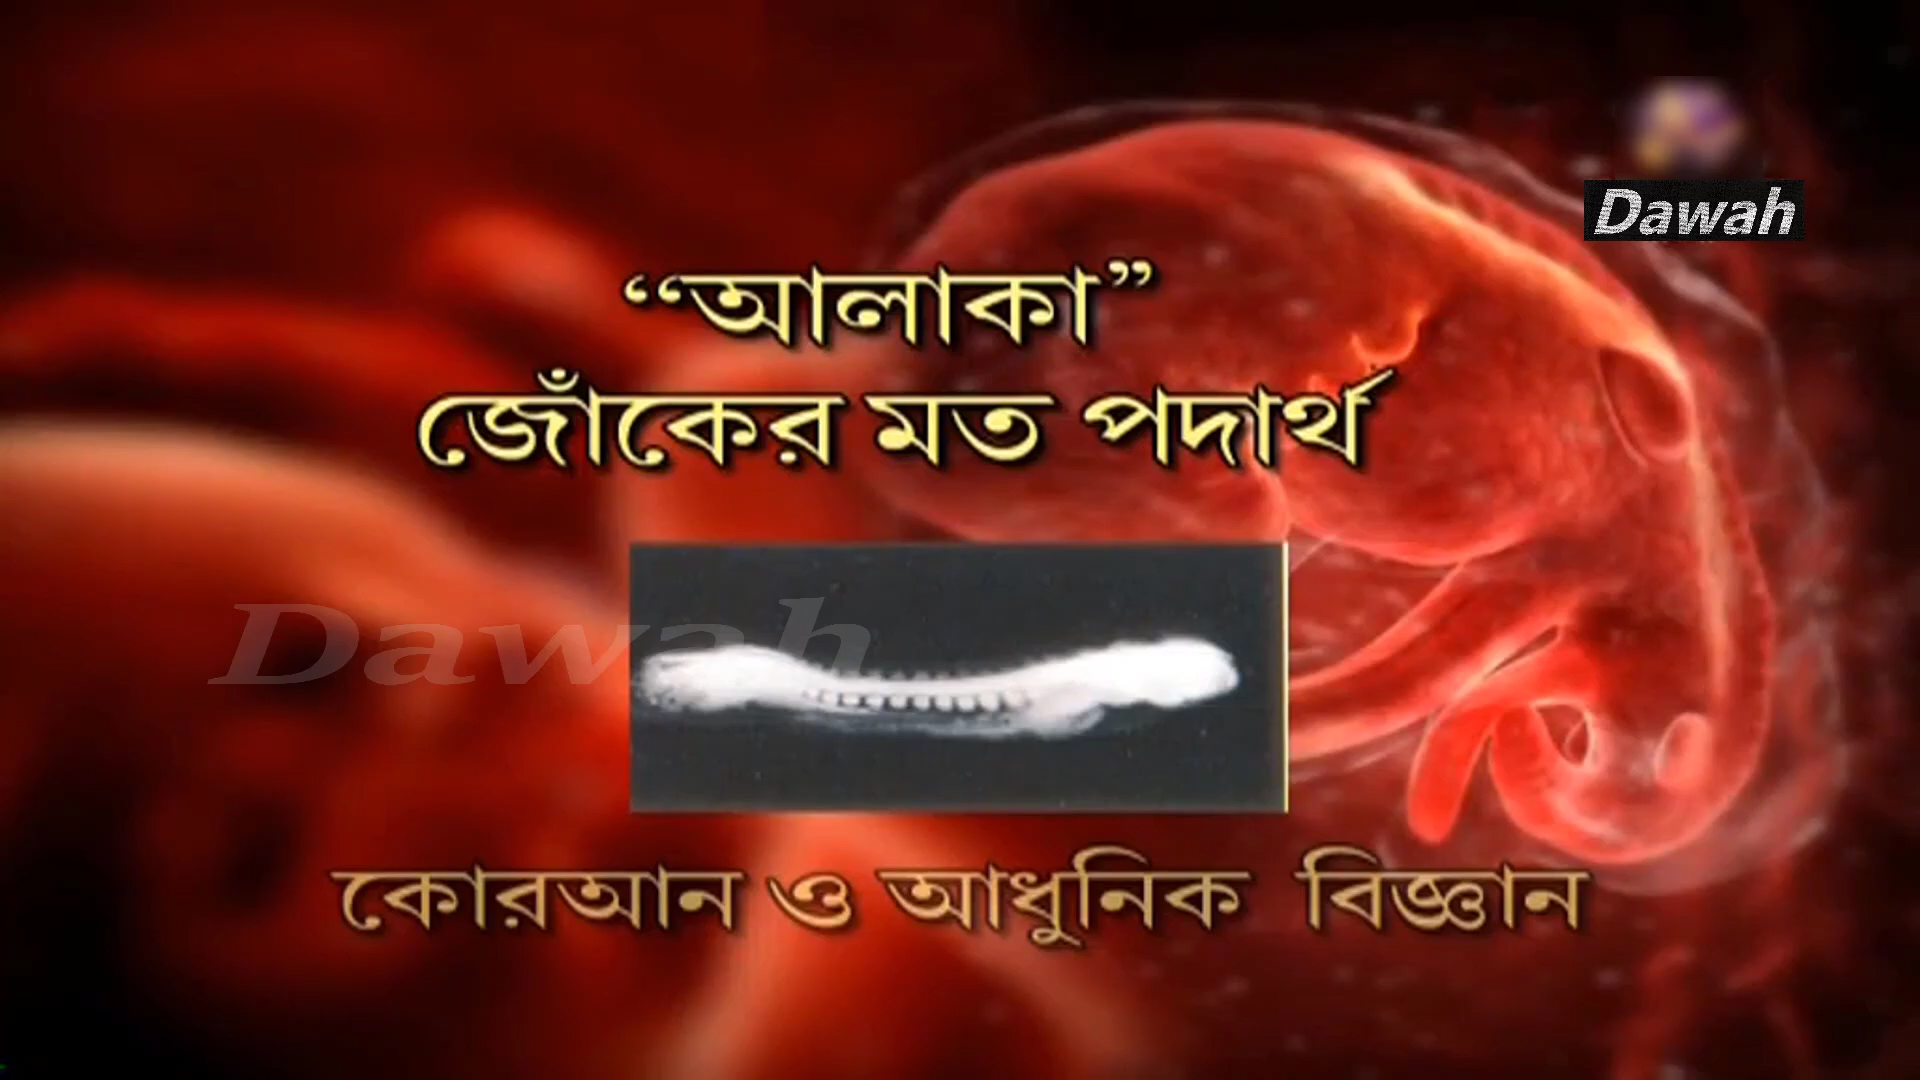 Dawah
“আলাকা”
জোঁকের মত পদার্থ
Dawah
কোরআন ও আধুনিক বিজ্ঞান